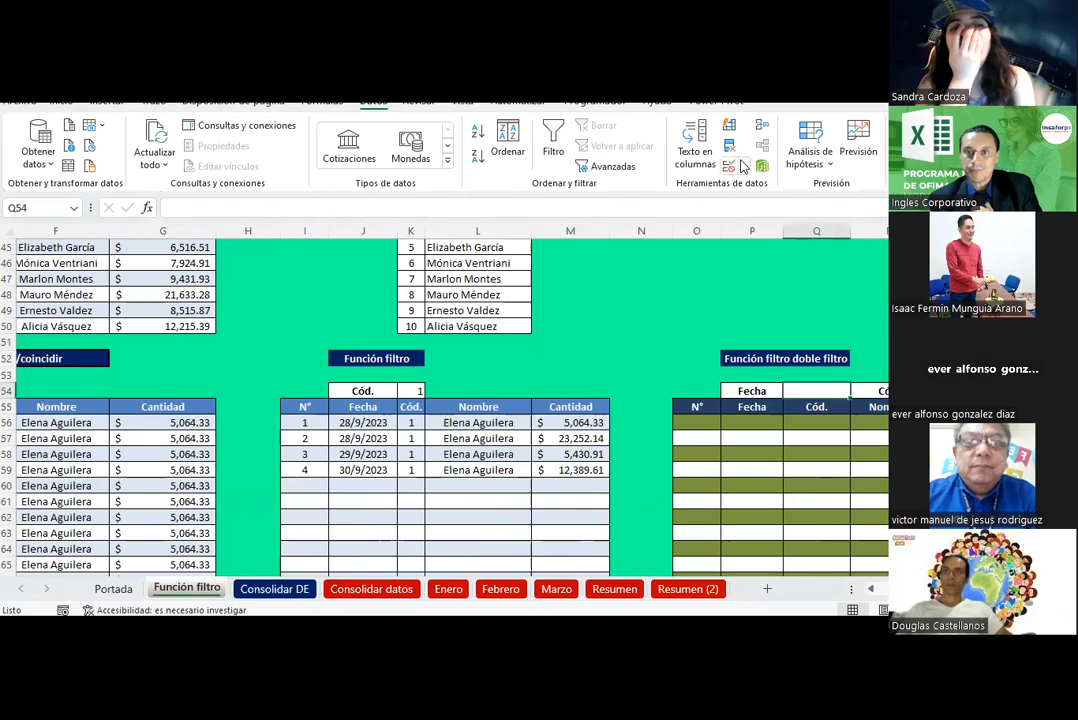 Datos
Obtener
datos
Actualizar
todo
Consultas y conexiones
Propiedades
Editar vínculos
Cotizaciones
Monedas
Ordenar
Filtro
Borrar
Volver a aplicar
Avanzadas
Texto en
columnas
Análisis de
hipótesis
Previsión
Obtener y transformar datos
Consultas y conexiones
Tipos de datos
Ordenar y filtrar
Herramientas de datos
Previsión
Q54
fx
F G H I J K L M N O P Q
45 Elizabeth García $ 6,516.51 5 Elizabeth García
46 Mónica Ventriani $ 7,924.91 6 Mónica Ventriani
47 Marlon Montes $ 9,431.93 7 Marlon Montes
48 Mauro Méndez $ 21,633.28 8 Mauro Méndez
49 Ernesto Valdez $ 8,515.87 9 Ernesto Valdez
50 Alicia Vásquez $ 12,215.39 10 Alicia Vásquez
51
52 /coincidir Función filtro Función filtro doble filtro
53
54 Cód. 1 Fecha Có
55 Nombre Cantidad N° Fecha Cód. Nombre Cantidad N° Fecha Cód. Non
56 Elena Aguilera $ 5,064.33 1 28/9/2023 1 Elena Aguilera $ 5,064.33
57 Elena Aguilera $ 5,064.33 2 28/9/2023 1 Elena Aguilera $ 23,252.14
58 Elena Aguilera $ 5,064.33 3 29/9/2023 1 Elena Aguilera $ 5,430.91
59 Elena Aguilera $ 5,064.33 4 30/9/2023 1 Elena Aguilera $ 12,389.61
60 Elena Aguilera $ 5,064.33
61 Elena Aguilera $ 5,064.33
62 Elena Aguilera $ 5,064.33
63 Elena Aguilera $ 5,064.33
64 Elena Aguilera $ 5,064.33
65 Elena Aguilera $ 5,064.33
Portada Función filtro Consolidar DE Consolidar datos Enero Febrero Marzo Resumen Resumen (2)
Listo Accesibilidad: es necesario investigar
Sandra Cardoza
X
insaforp
PROGRAMA
DE OFIMA
Ingles Corporativo
Isaac Fermin Munguia Arano
ever alfonso gonz...
ever alfonso gonzalez diaz
victor manuel de jesus rodriguez
Douglas Castellanos